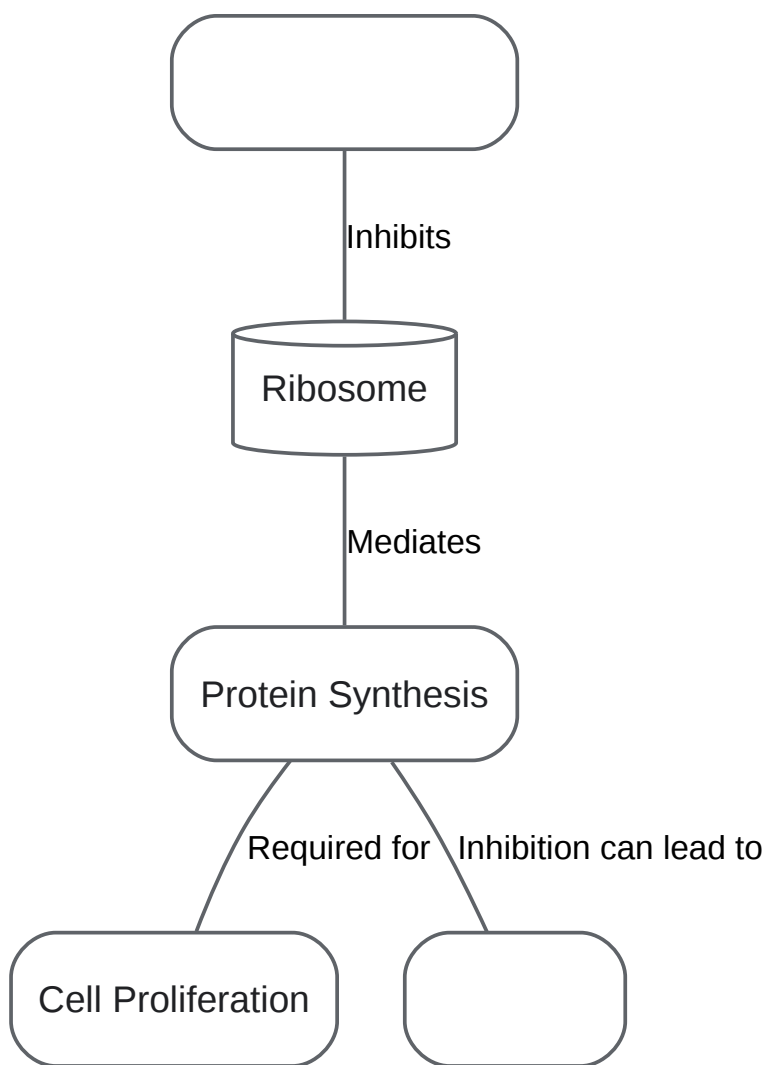 Inhibits
Ribosome
Mediates
Protein Synthesis
Required for
Inhibition can lead to
Cell Proliferation